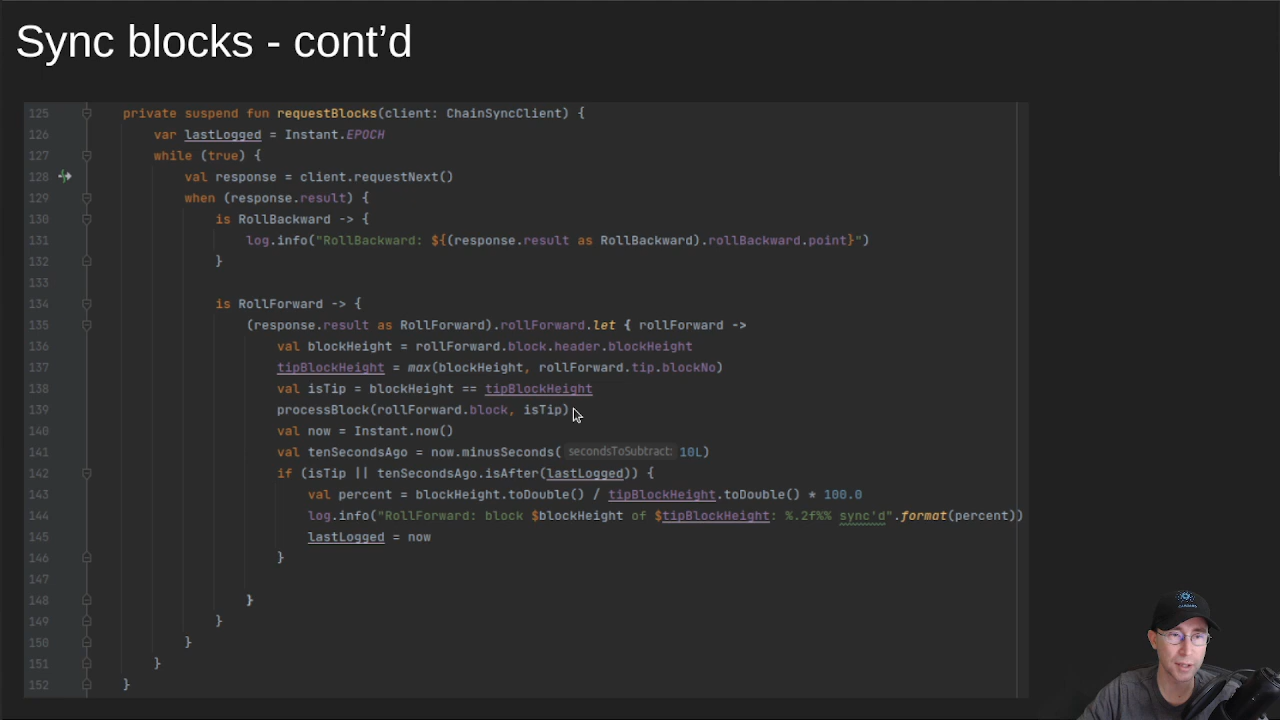 Sync blocks - cont’d
125 private suspend fun requestBlocks(client: ChainSyncClient) {
126 var lastLogged = Instant.EPOCH
127 while (true) {
128 val response = client.requestNext()
129 when (response.result) {
130 is RollBackward -> {
131 log.info("RollBackward: ${(response.result as RollBackward).rollBackward.point}")
132 }
133
134 is RollForward -> {
135 (response.result as RollForward).rollForward.let { rollForward ->
136 val blockHeight = rollForward.block.header.blockHeight
137 tipBlockHeight = max(blockHeight, rollForward.tip.blockNo)
138 val isTip = blockHeight == tipBlockHeight
139 processBlock(rollForward.block, isTip)
140 val now = Instant.now()
141 val tenSecondsAgo = now.minusSeconds( secondsToSubtract: 10L)
142 if (isTip || tenSecondsAgo.isAfter(lastLogged)) {
143 val percent = blockHeight.toDouble() / tipBlockHeight.toDouble() * 100.0
144 log.info("RollForward: block $blockHeight of $tipBlockHeight: %.2f%% sync'd".format(percent))
145 lastLogged = now
146 }
147
148 }
149 }
150 }
151 }
152 }